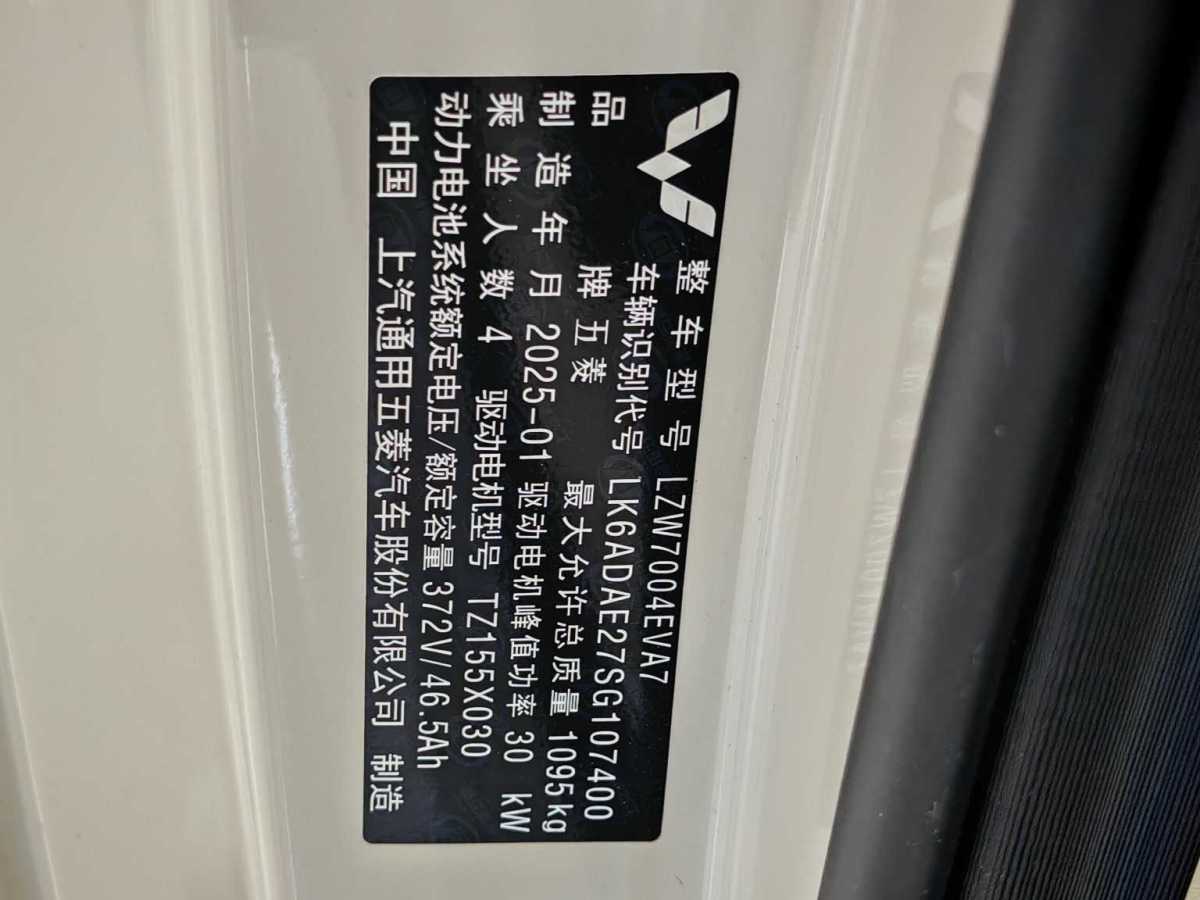 整车型号 LZW7004EVA7
车辆识别代号 LK6ADAE27SG107400
品牌 五菱 最大允许总质量 1095kg
制造年月 2025-01 驱动电机峰值功率 30 kW
乘坐人数 4 驱动电机型号 TZ155X030
动力电池系统额定电压/额定容量 372V/46.5Ah
中国 上汽通用五菱汽车股份有限公司 制造